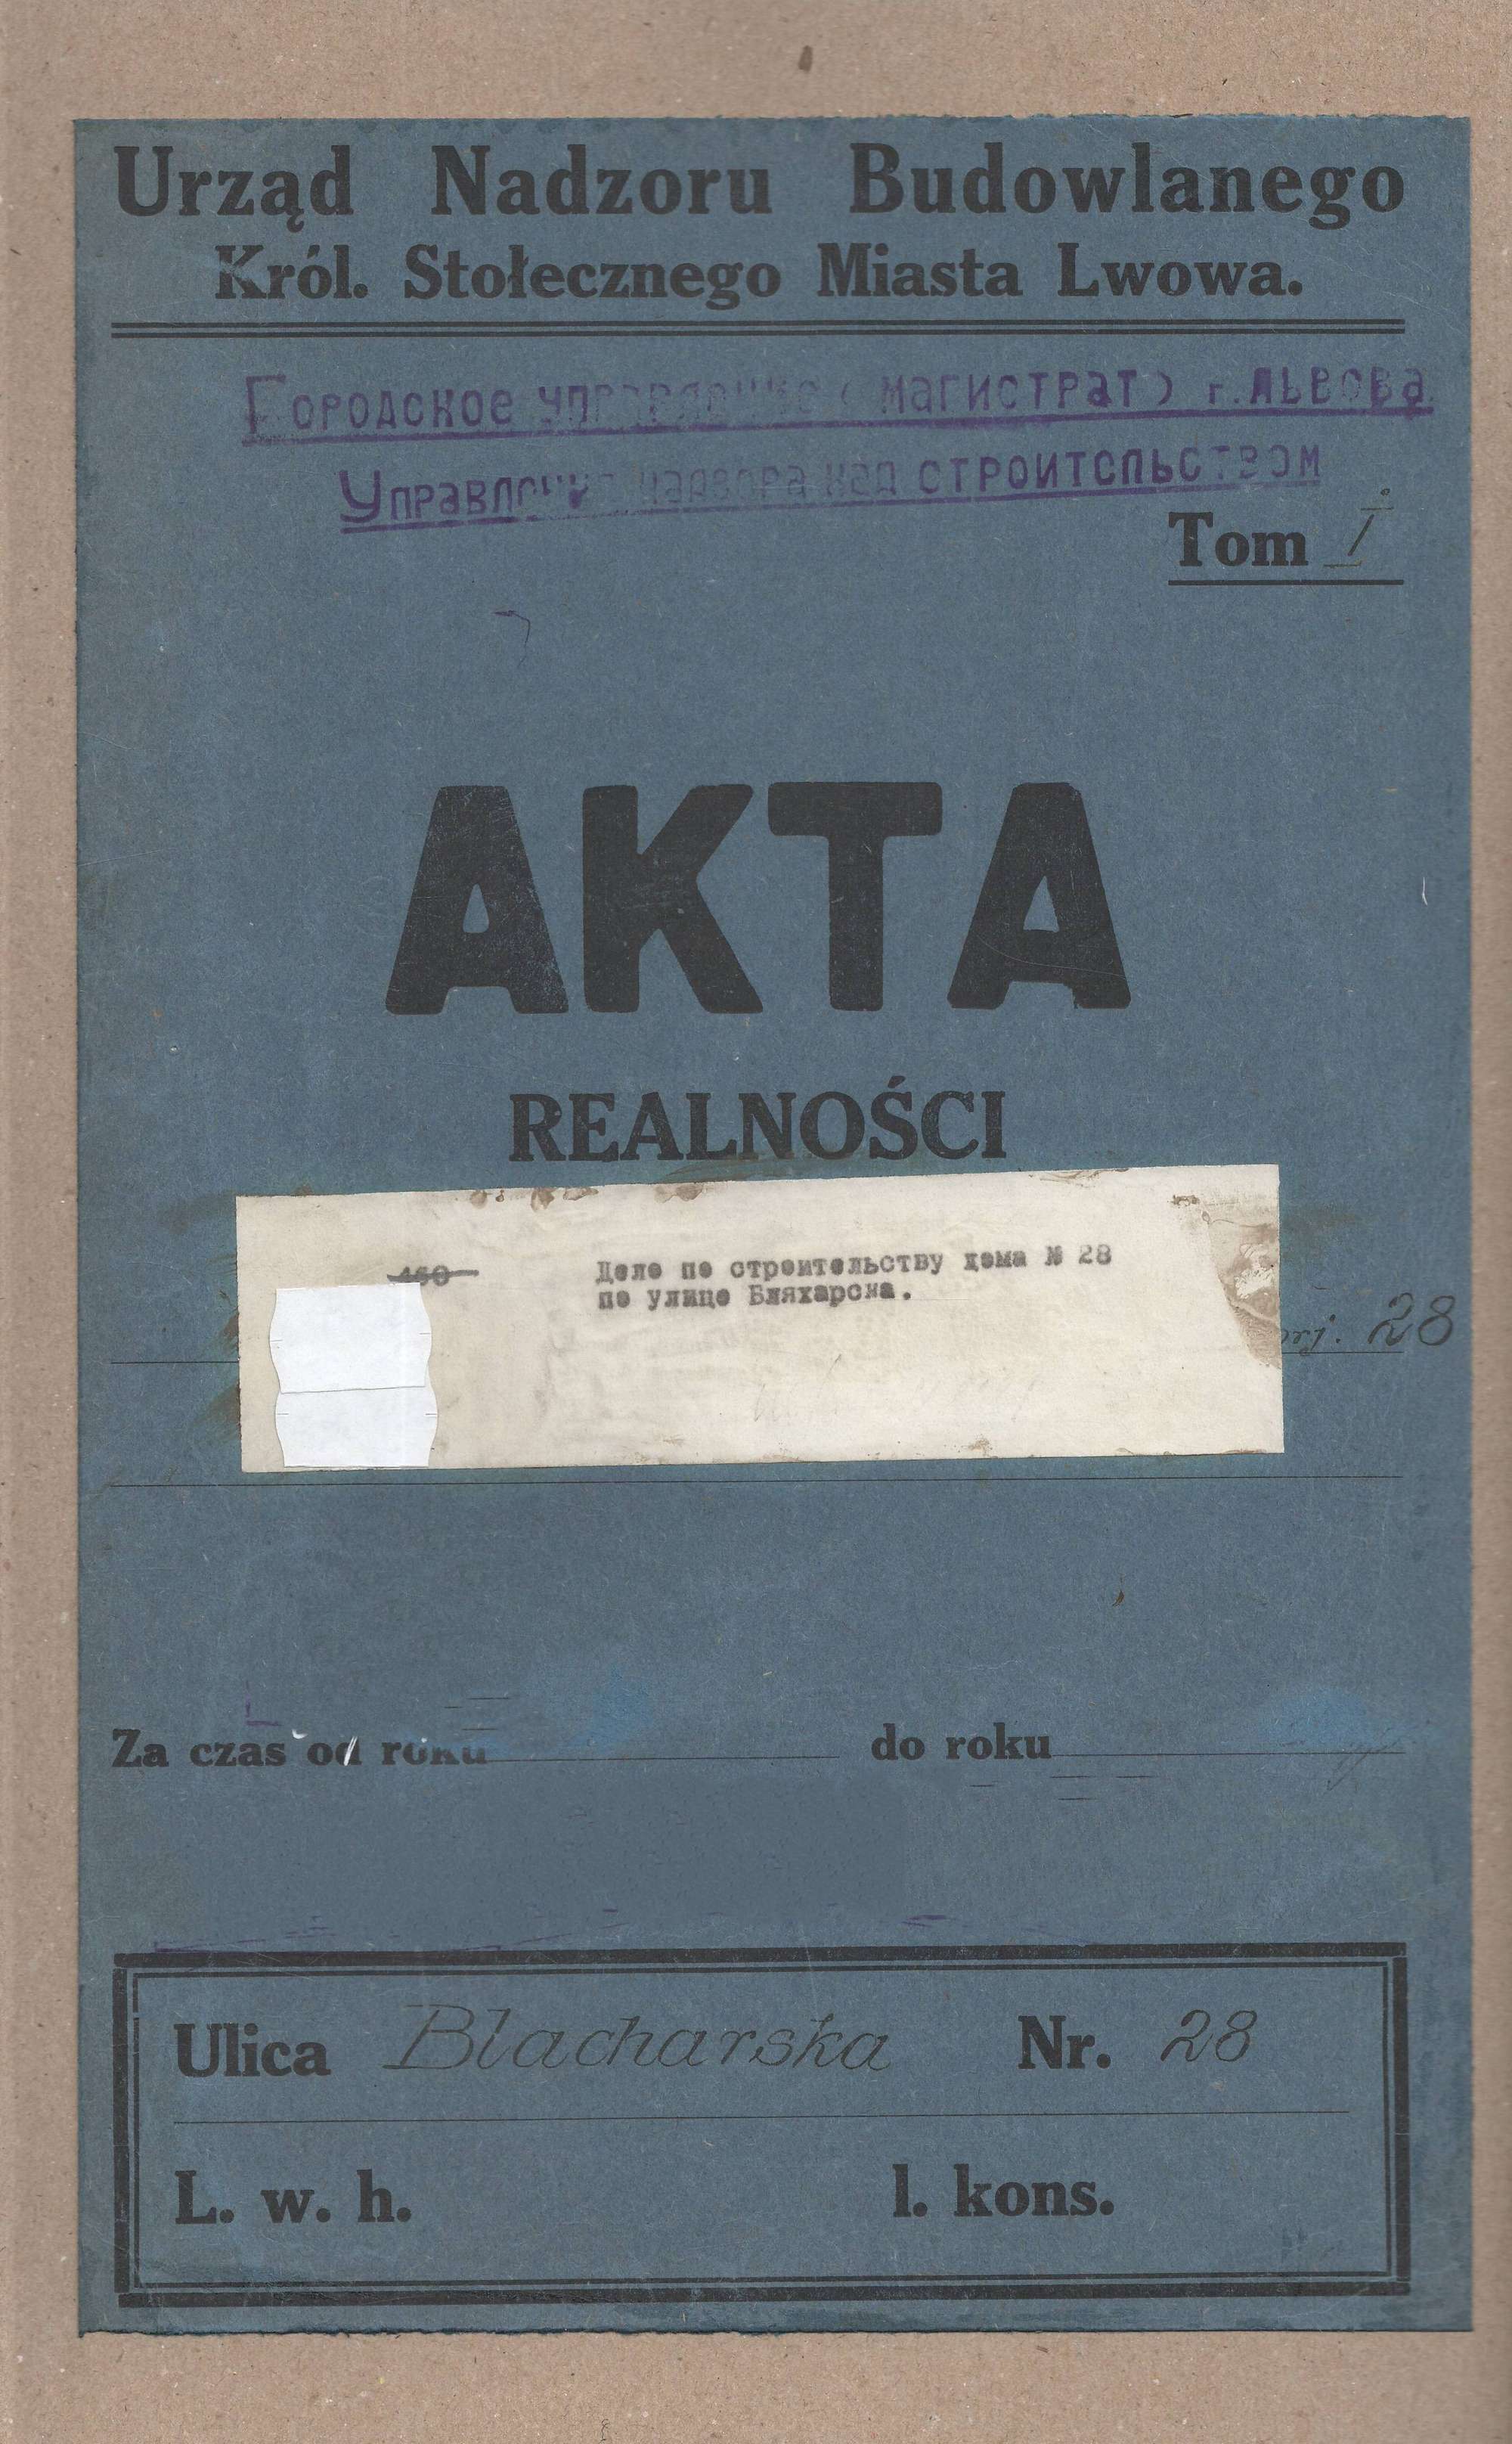 Urząd Nadzoru Budowlanego
Król. Stołecznego Miasta Lwowa.
Городское управление (магистрат) г. Львова.
Управление надзора над строительством
Tom I
AKTA
REALNOŚCI
460
Дело по строительству дома № 28
по улице Бляхарска.
orj. 28
Za czas od roku do roku
Ulica Blacharska Nr. 28
L. w. h. l. kons.